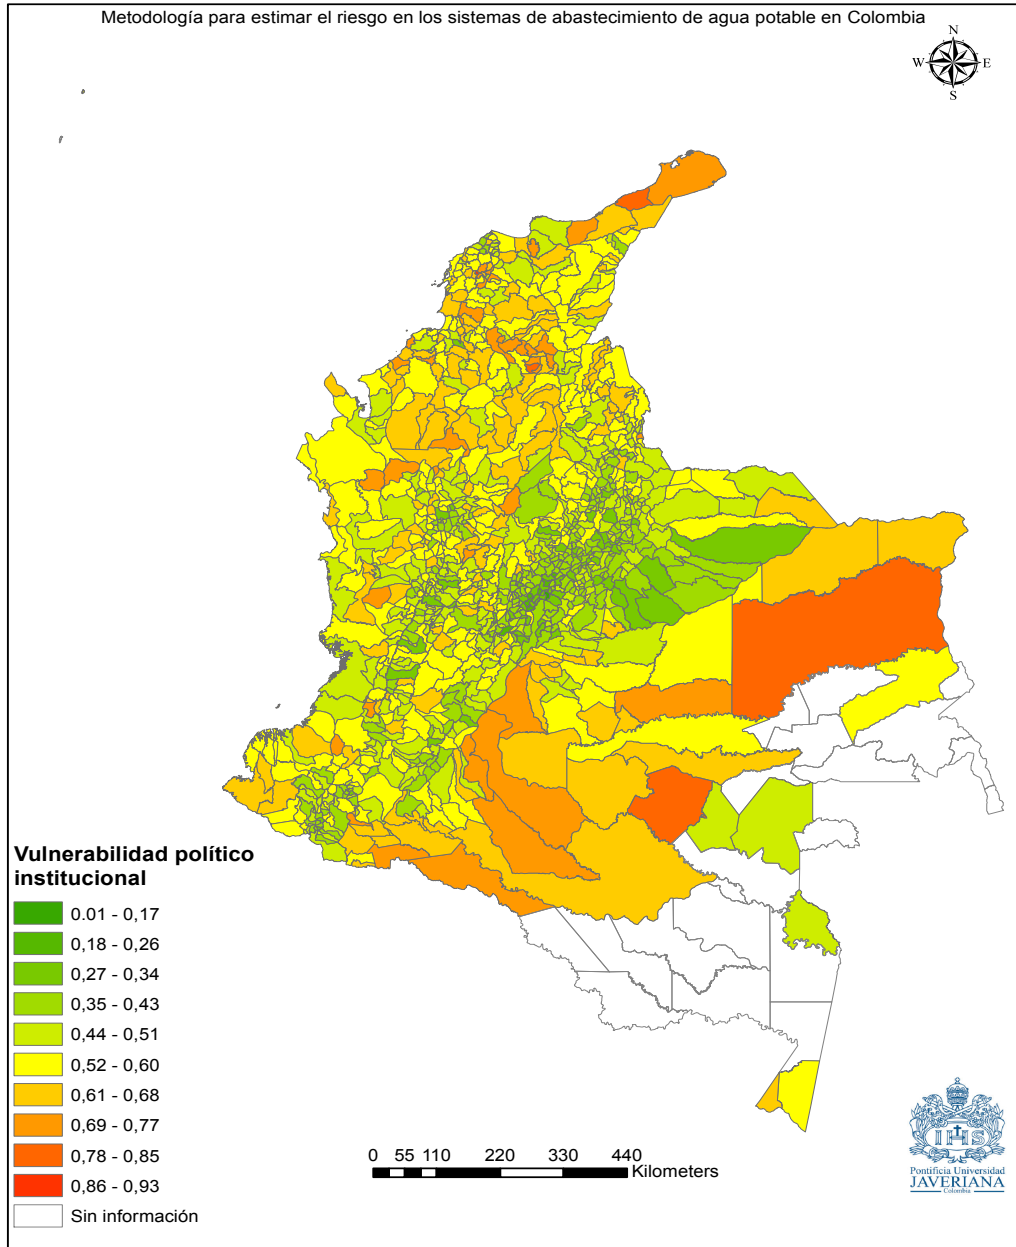 Metodología para estimar el riesgo en los sistemas de abastecimiento de agua potable en Colombia
N
W E
S
Vulnerabilidad político
institucional
0.01 - 0,17
0,18 - 0,26
0,27 - 0,34
0,35 - 0,43
0,44 - 0,51
0,52 - 0,60
0,61 - 0,68
0,69 - 0,77
0,78 - 0,85
0,86 - 0,93
Sin información
0 55 110 220 330 440
Kilometers
IHS
Pontificia Universidad
JAVERIANA
Colombia